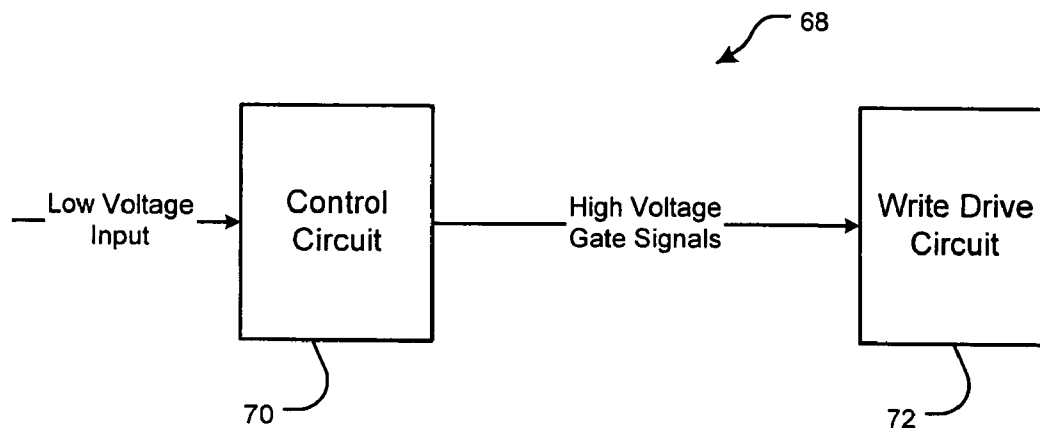 68
Low Voltage
Input
Control
Circuit
High Voltage
Gate Signals
Write Drive
Circuit
70
72